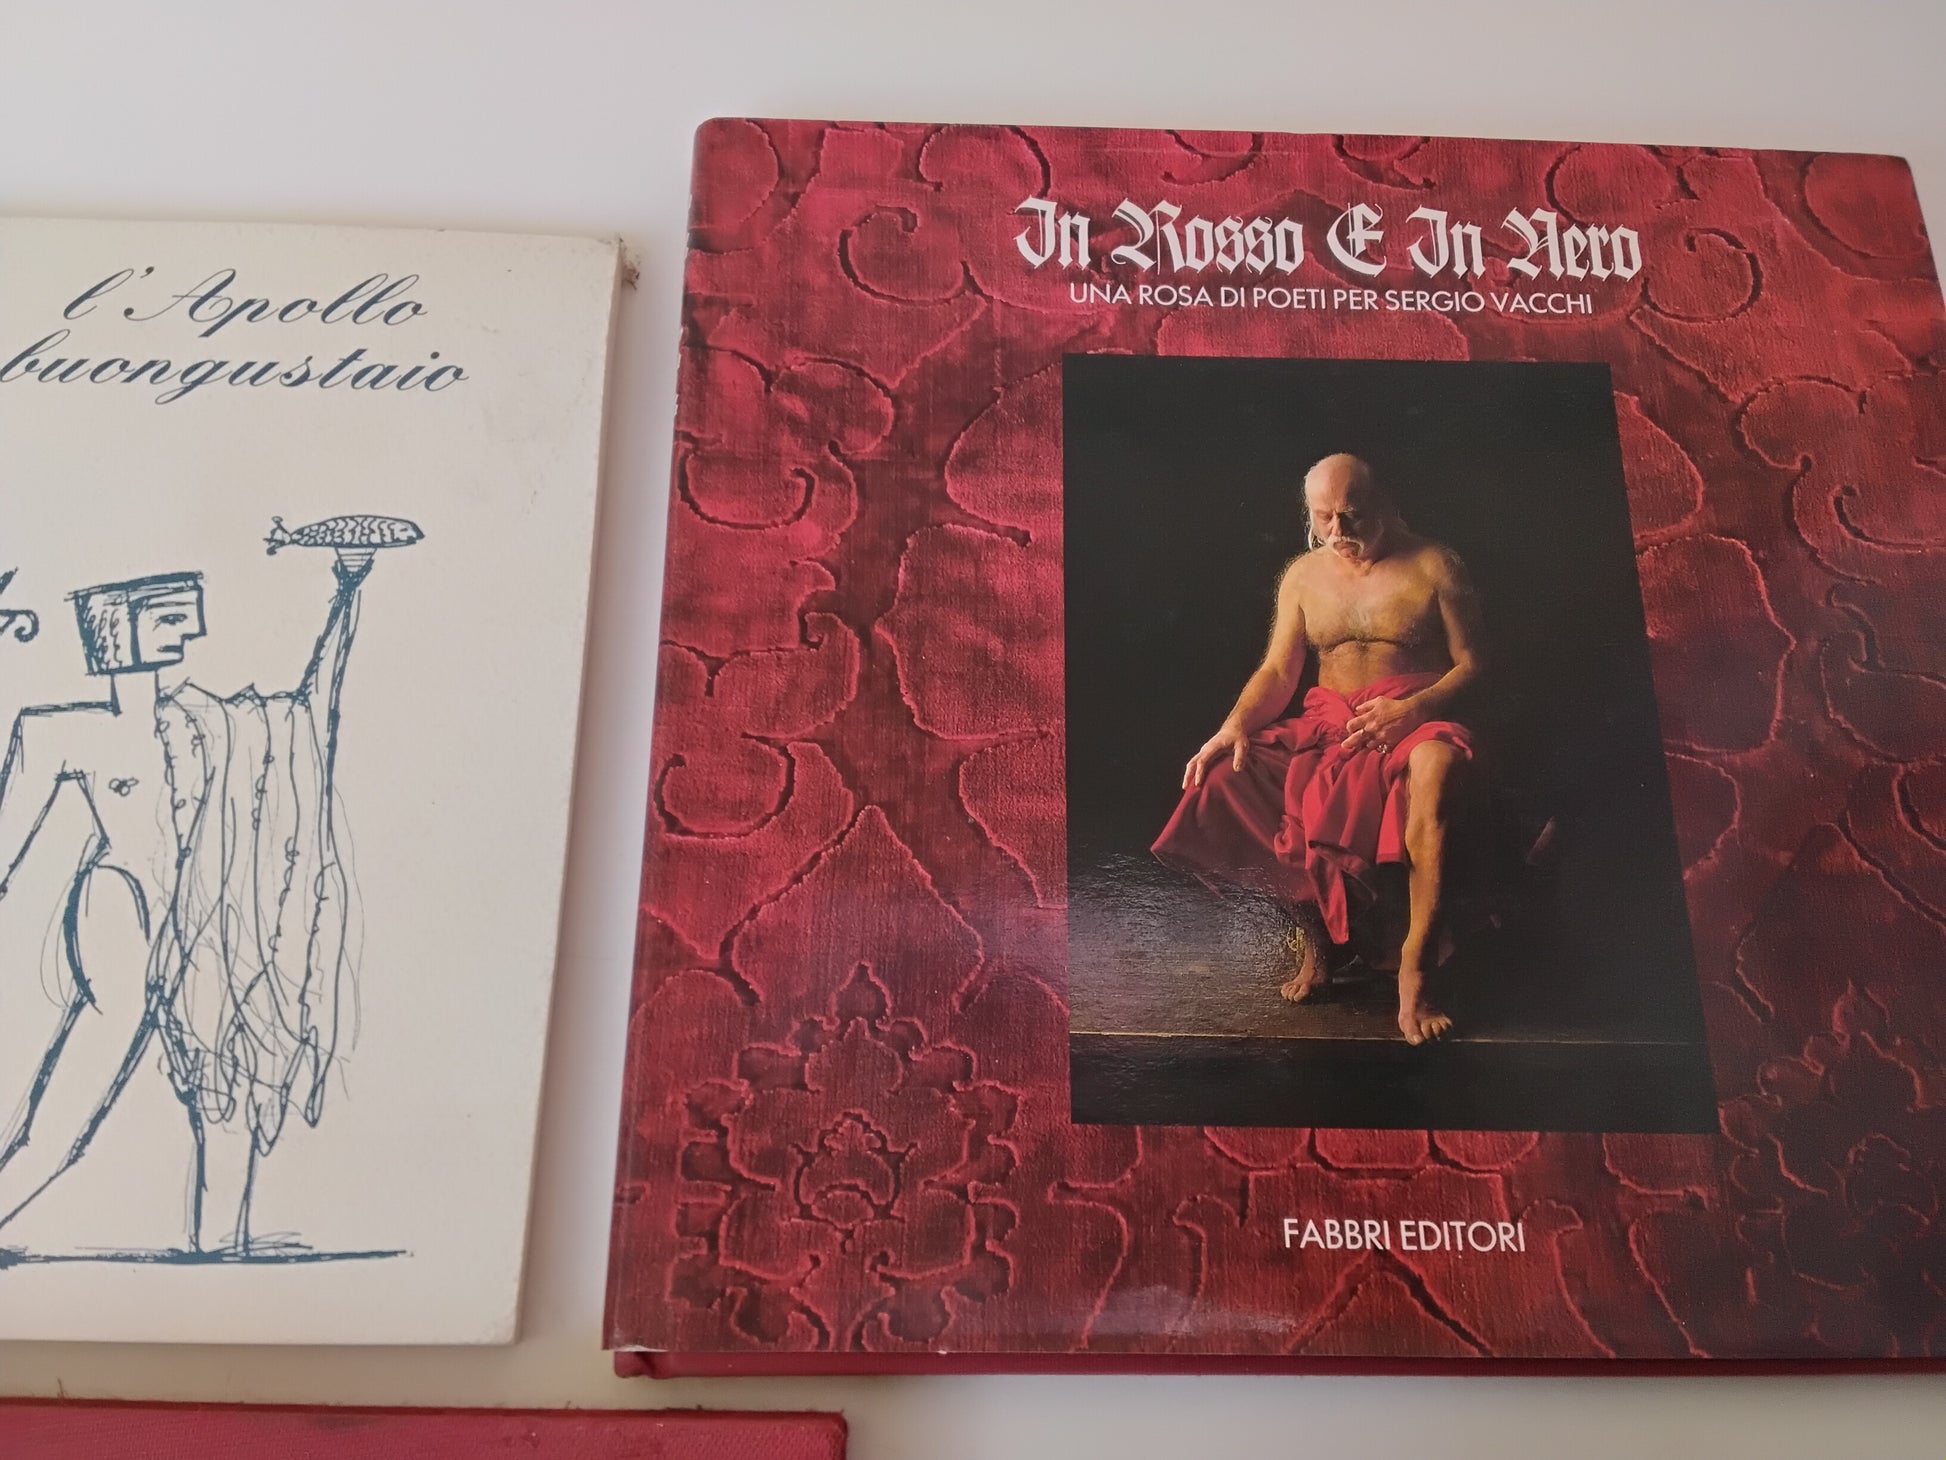 l'Apollo
buongustaio
In Rosso E In Nero
UNA ROSA DI POETI PER SERGIO VACCHI
FABBRI EDITORI